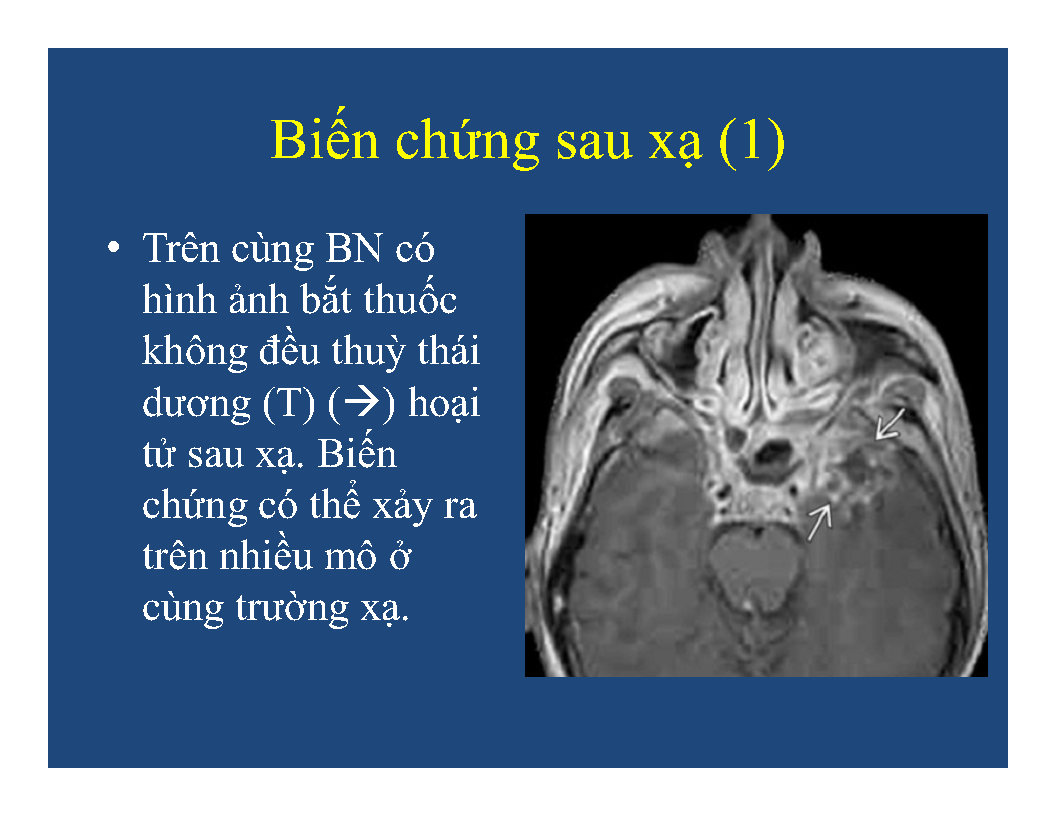 Biến chứng sau xạ (1)
• Trên cùng BN có
hình ảnh bắt thuốc
không đều thuỳ thái
dương (T) (→) hoại
tử sau xạ. Biến
chứng có thể xảy ra
trên nhiều mô ở
cùng trường xạ.